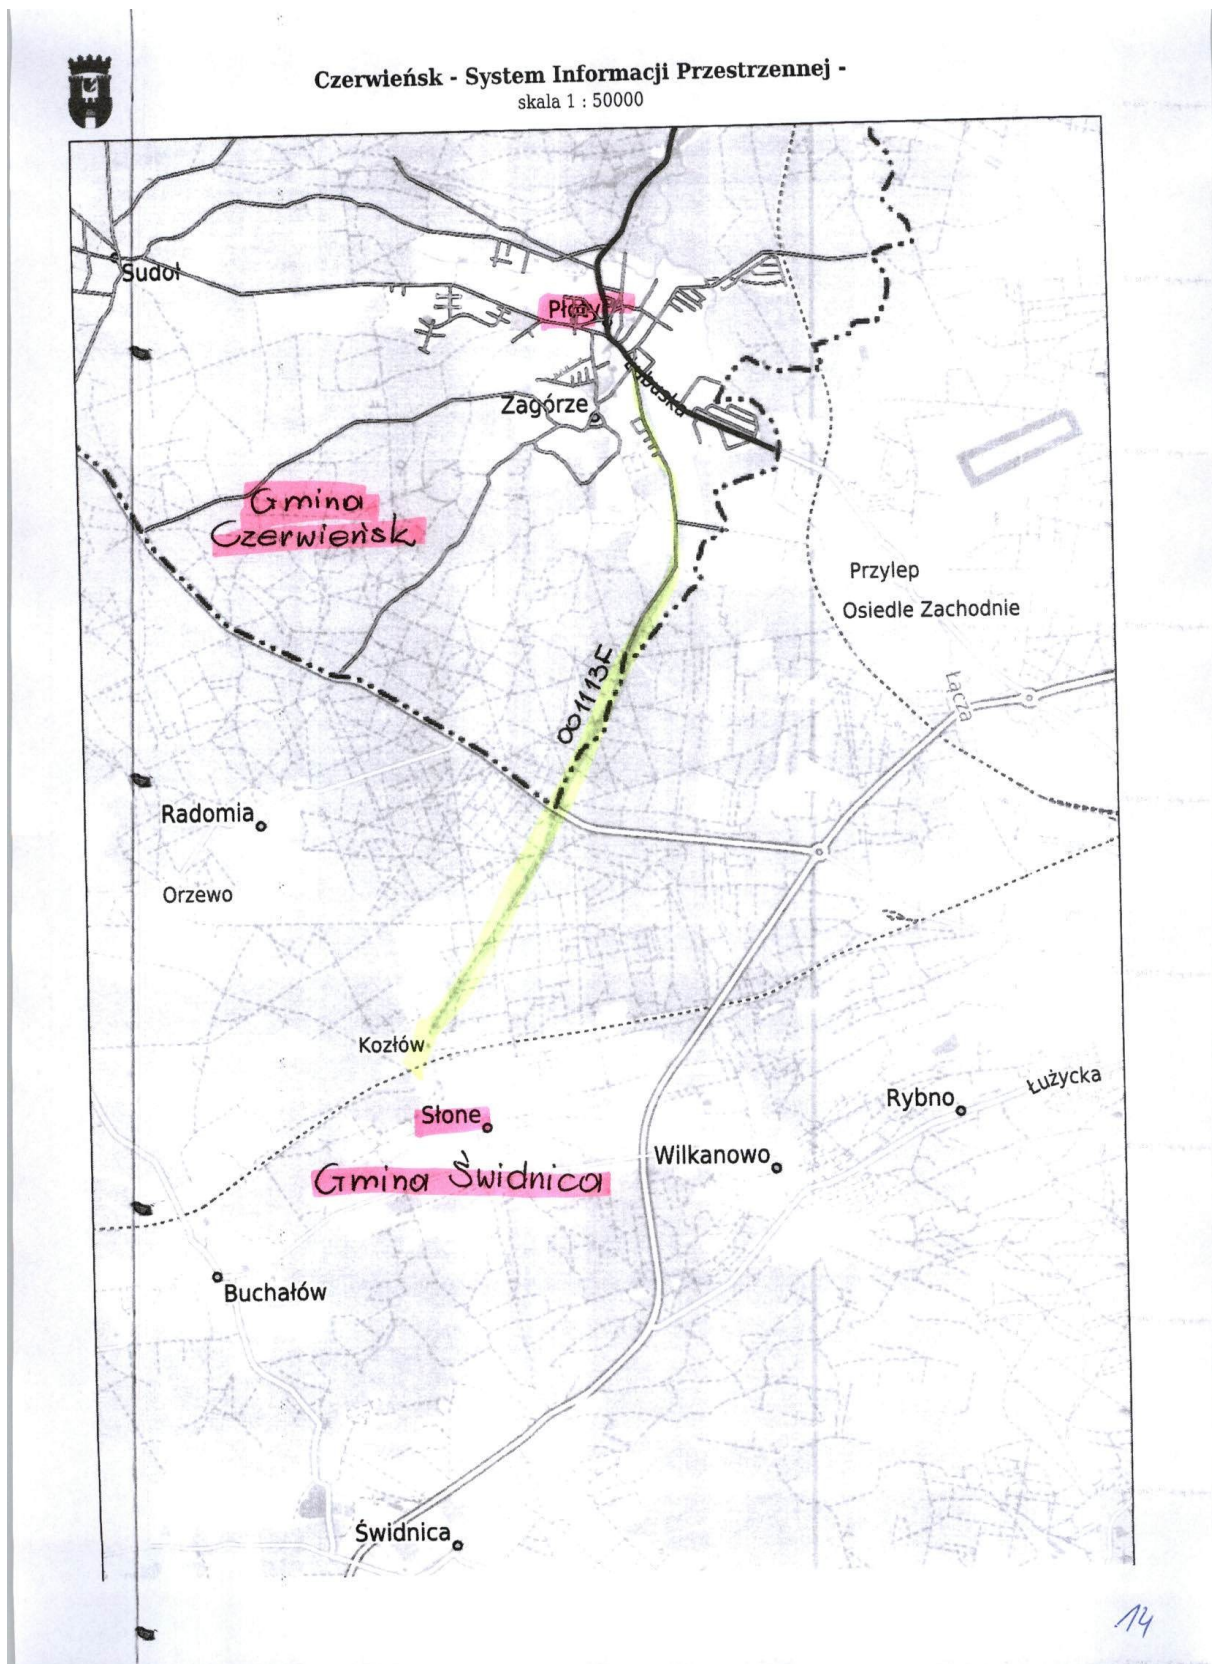 Czerwieńsk - System Informacji Przestrzennej -
skala 1 : 50000
Sudoł
Płoty
Zagórze
Gmina
Czerwieńsk
Przylep
Osiedle Zachodnie
001113F
Łącza
Radomia
Orzewo
Kozłów
Słone
Łużycka
Rybno
Wilkanowo
Gmina Świdnica
Buchałów
Świdnica
14